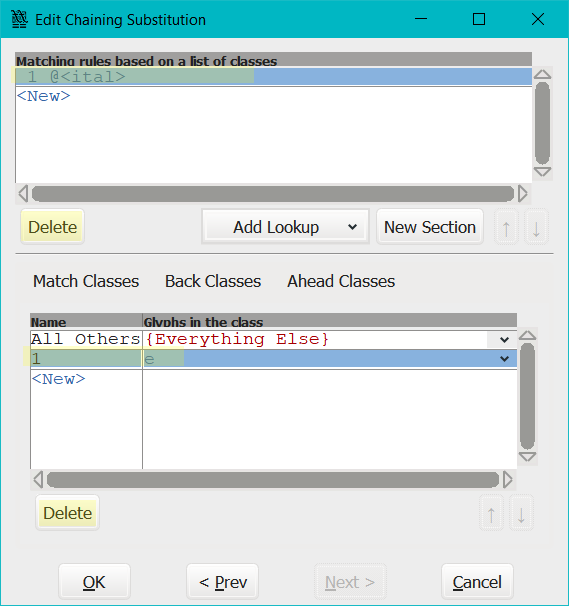 Edit Chaining Substitution
Matching rules based on a list of classes
1 @<ital>
<New>
Delete
Add Lookup
New Section
↑
↓
Match Classes Back Classes Ahead Classes
Name Glyphs in the class
All Others {Everything Else}
1 e
<New>
Delete
↑
↓
OK
< Prev
Next >
Cancel